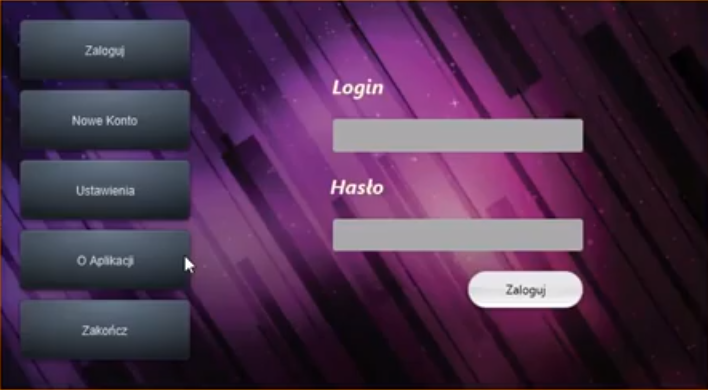 Zaloguj
Nowe Konto
Ustawienia
O Aplikacji
Zakończ
Login
Hasło
Zaloguj